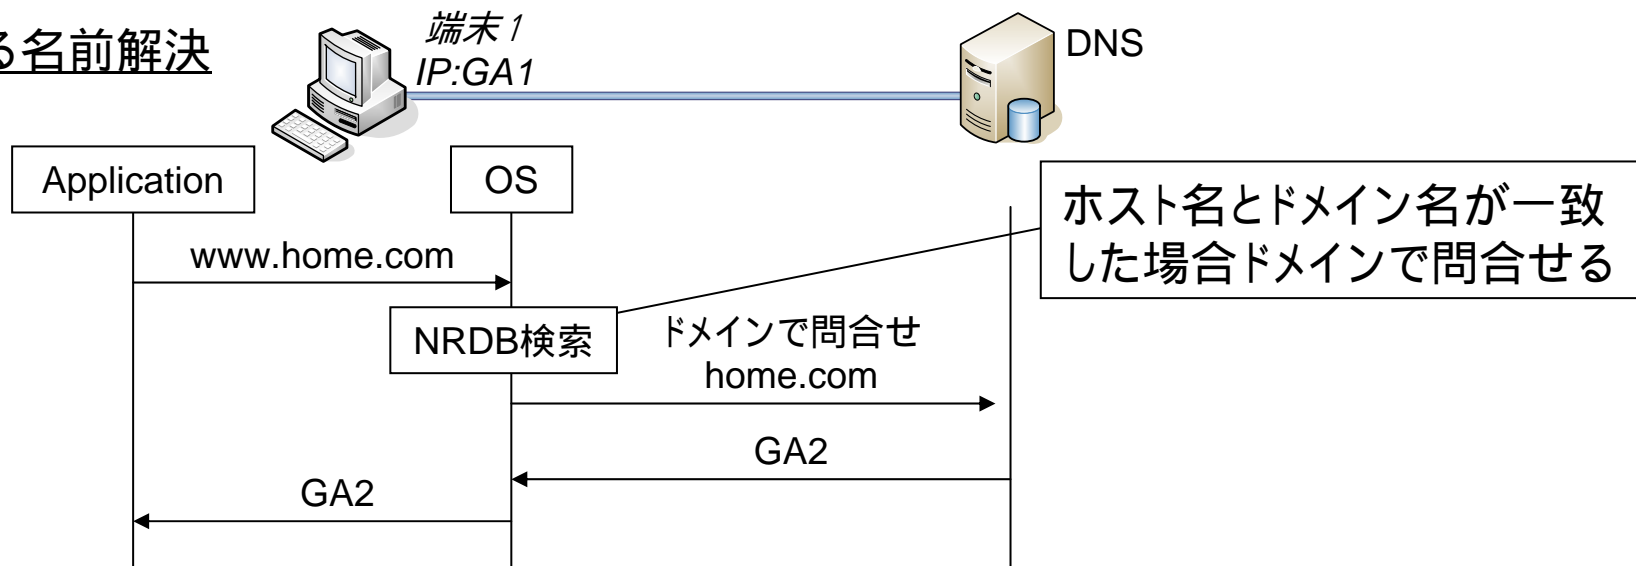 る名前解決
端末1
IP:GA1
DNS
Application
OS
ホスト名とドメイン名が一致
した場合ドメインで問合せる
www.home.com
NRDB検索
ドメインで問合せ
home.com
GA2
GA2